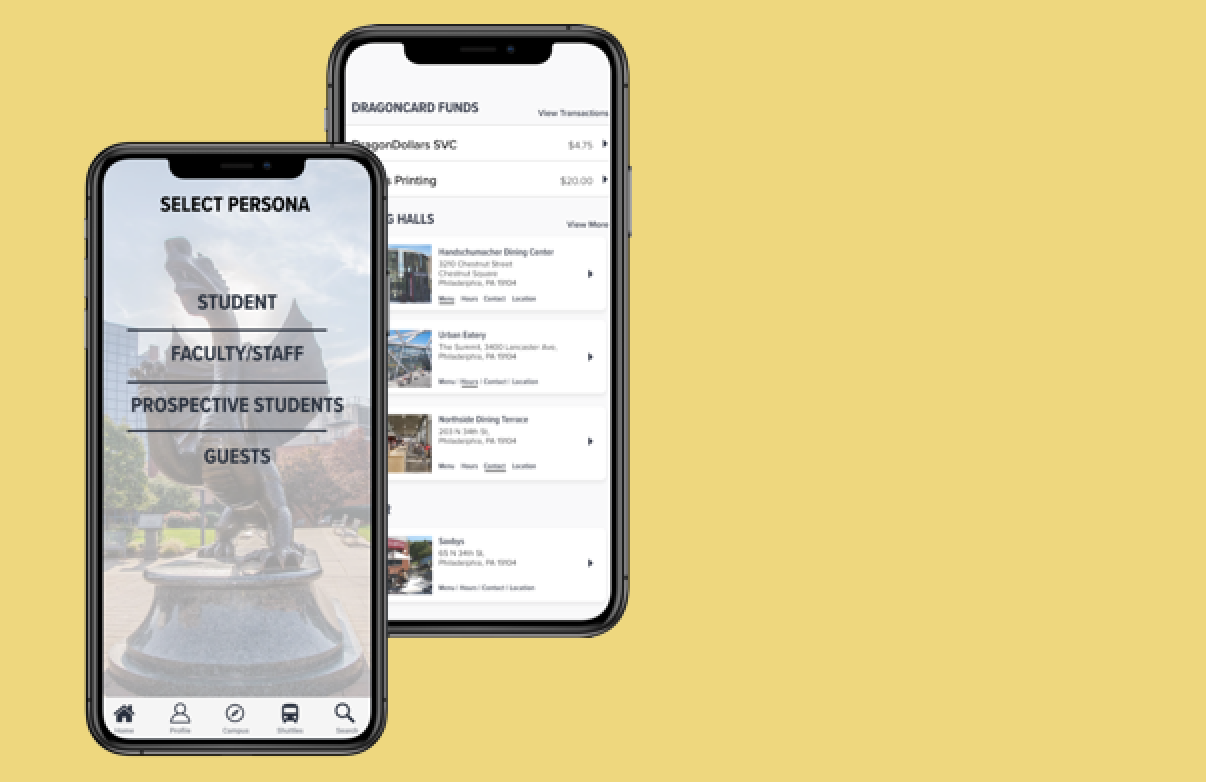 SELECT PERSONA
STUDENT
FACULTY/STAFF
PROSPECTIVE STUDENTS
GUESTS
Home Profile Campus Shuttles Search
DRAGONCARD FUNDS
View Transactions
DragonDollars SVC $4.75
Printing $20.00
HALLS
View More
Handschumacher Dining Center
3210 Chestnut Street
Chestnut Square
Philadelphia, PA 19104
Menu Hours Contact Location
Urban Eatery
The Summit, 3400 Lancaster Ave,
Philadelphia, PA 19104
Menu | Hours | Contact | Location
Northside Dining Terrace
203 N 34th St,
Philadelphia, PA 19104
Menu Hours Contact Location
Saxbys
65 N 34th St,
Philadelphia, PA 19104
Menu | Hours | Contact | Location